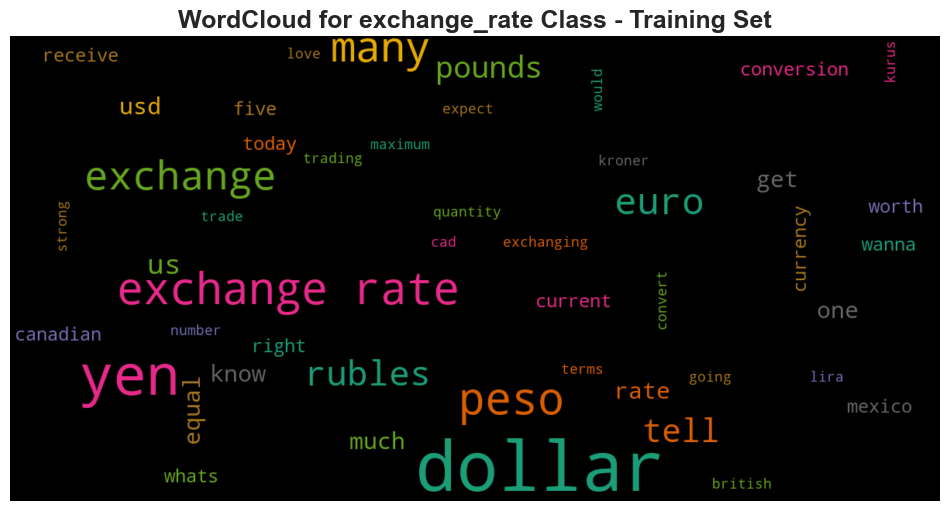 WordCloud for exchange_rate Class - Training Set
receive
love
many
pounds
would
conversion
kurus
usd
five
expect
today
trading
maximum
exchange
kroner
get
strong
trade
quantity
euro
currency
worth
cad
exchanging
wanna
us
exchange rate
current
convert
one
canadian
number
right
yen
know
rubles
terms
going
lira
equal
peso
rate
mexico
much
tell
whats
dollar
british